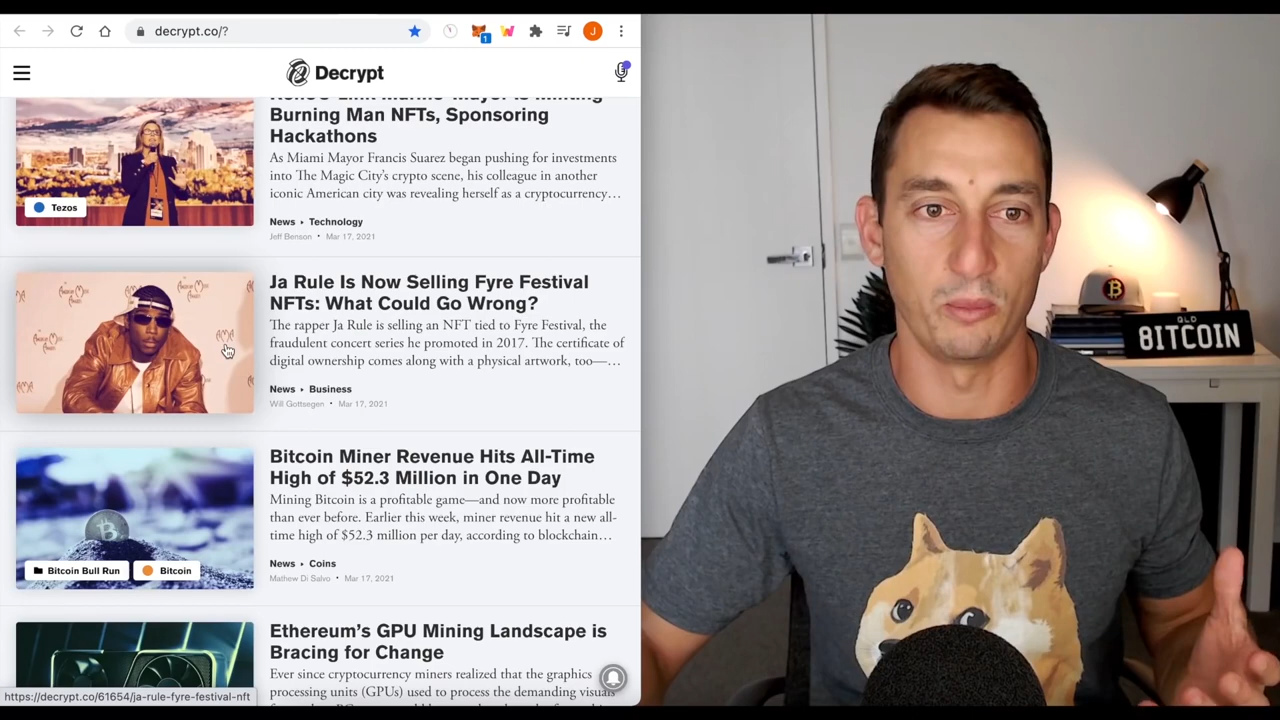 decrypt.co/?
J
1
Decrypt
Reno's Link Marine Mayor Is Minting
Burning Man NFTs, Sponsoring
Hackathons
As Miami Mayor Francis Suarez began pushing for investments
into The Magic City's crypto scene, his colleague in another
iconic American city was revealing herself as a cryptocurrency…
Tezos
News ▸ Technology
Jeff Benson • Mar 17, 2021
Ja Rule Is Now Selling Fyre Festival
NFTs: What Could Go Wrong?
The rapper Ja Rule is selling an NFT tied to Fyre Festival, the
fraudulent concert series he promoted in 2017. The certificate of
digital ownership comes along with a physical artwork, too—…
News ▸ Business
Will Gottsegen • Mar 17, 2021
Bitcoin Miner Revenue Hits All-Time
High of $52.3 Million in One Day
Mining Bitcoin is a profitable game—and now more profitable
than ever before. Earlier this week, miner revenue hit a new all-
time high of $52.3 million per day, according to blockchain…
Bitcoin Bull Run
Bitcoin
News ▸ Coins
Mathew Di Salvo • Mar 17, 2021
Ethereum's GPU Mining Landscape is
Bracing for Change
Ever since cryptocurrency miners realized that the graphics
processing units (GPUs) used to process the demanding visuals
https://decrypt.co/61654/ja-rule-fyre-festival-nft
QLD
8ITCOIN